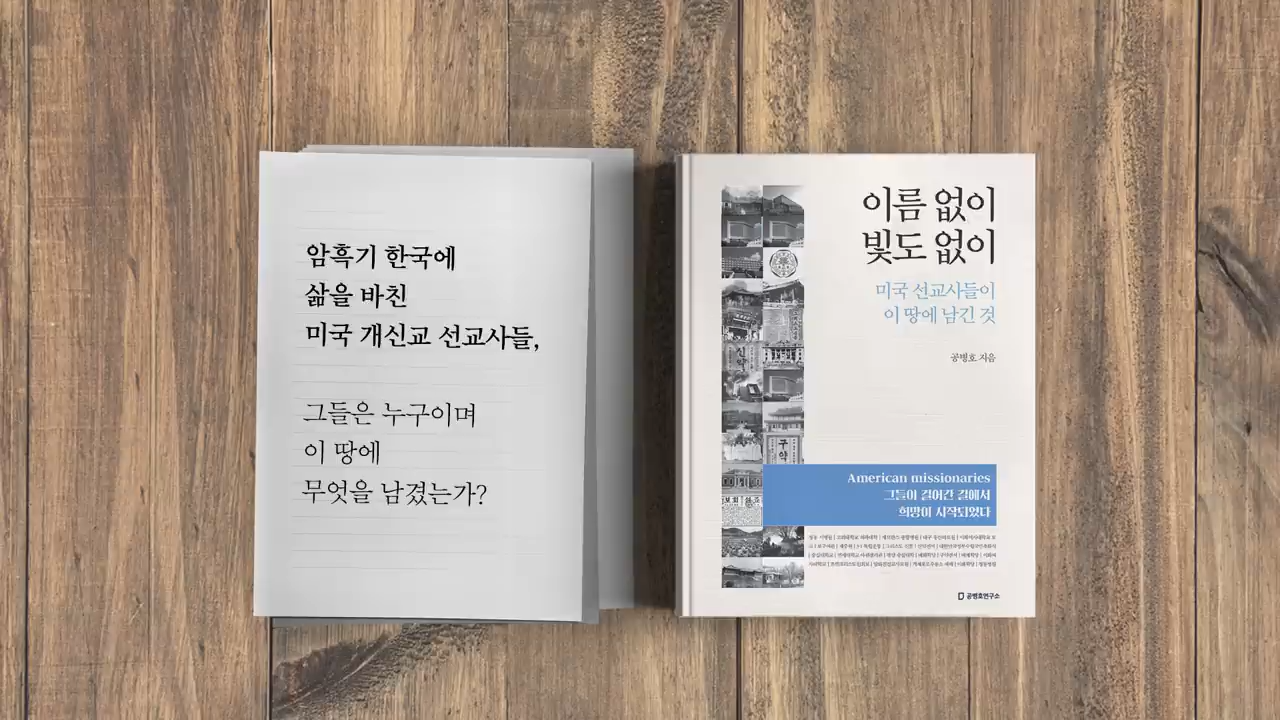 암흑기 한국에
삶을 바친
미국 개신교 선교사들,
그들은 누구이며
이 땅에
무엇을 남겼는가?
이름 없이
빛도 없이
미국 선교사들이
이 땅에 남긴 것
공병호 지음
구약
American missionaries
그들이 걸어간 길에서
희망이 시작되었다
공병호연구소